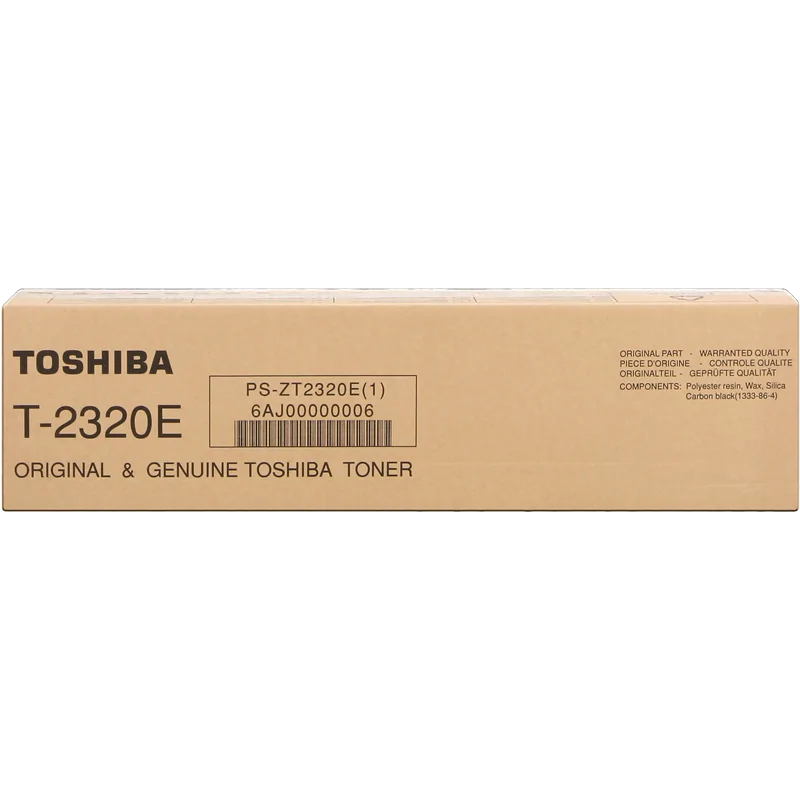 TOSHIBA
T-2320E
PS-ZT2320E(1)
6AJ00000006
ORIGINAL & GENUINE TOSHIBA TONER
ORIGINAL PART - WARRANTED QUALITY
PIECE D'ORIGINE - CONTROLE QUALITE
ORIGINALTEIL - GEPRÜFTE QUALITÄT
COMPONENTS: Polyester resin, Wax, Silica
Carbon black(1333-86-4)